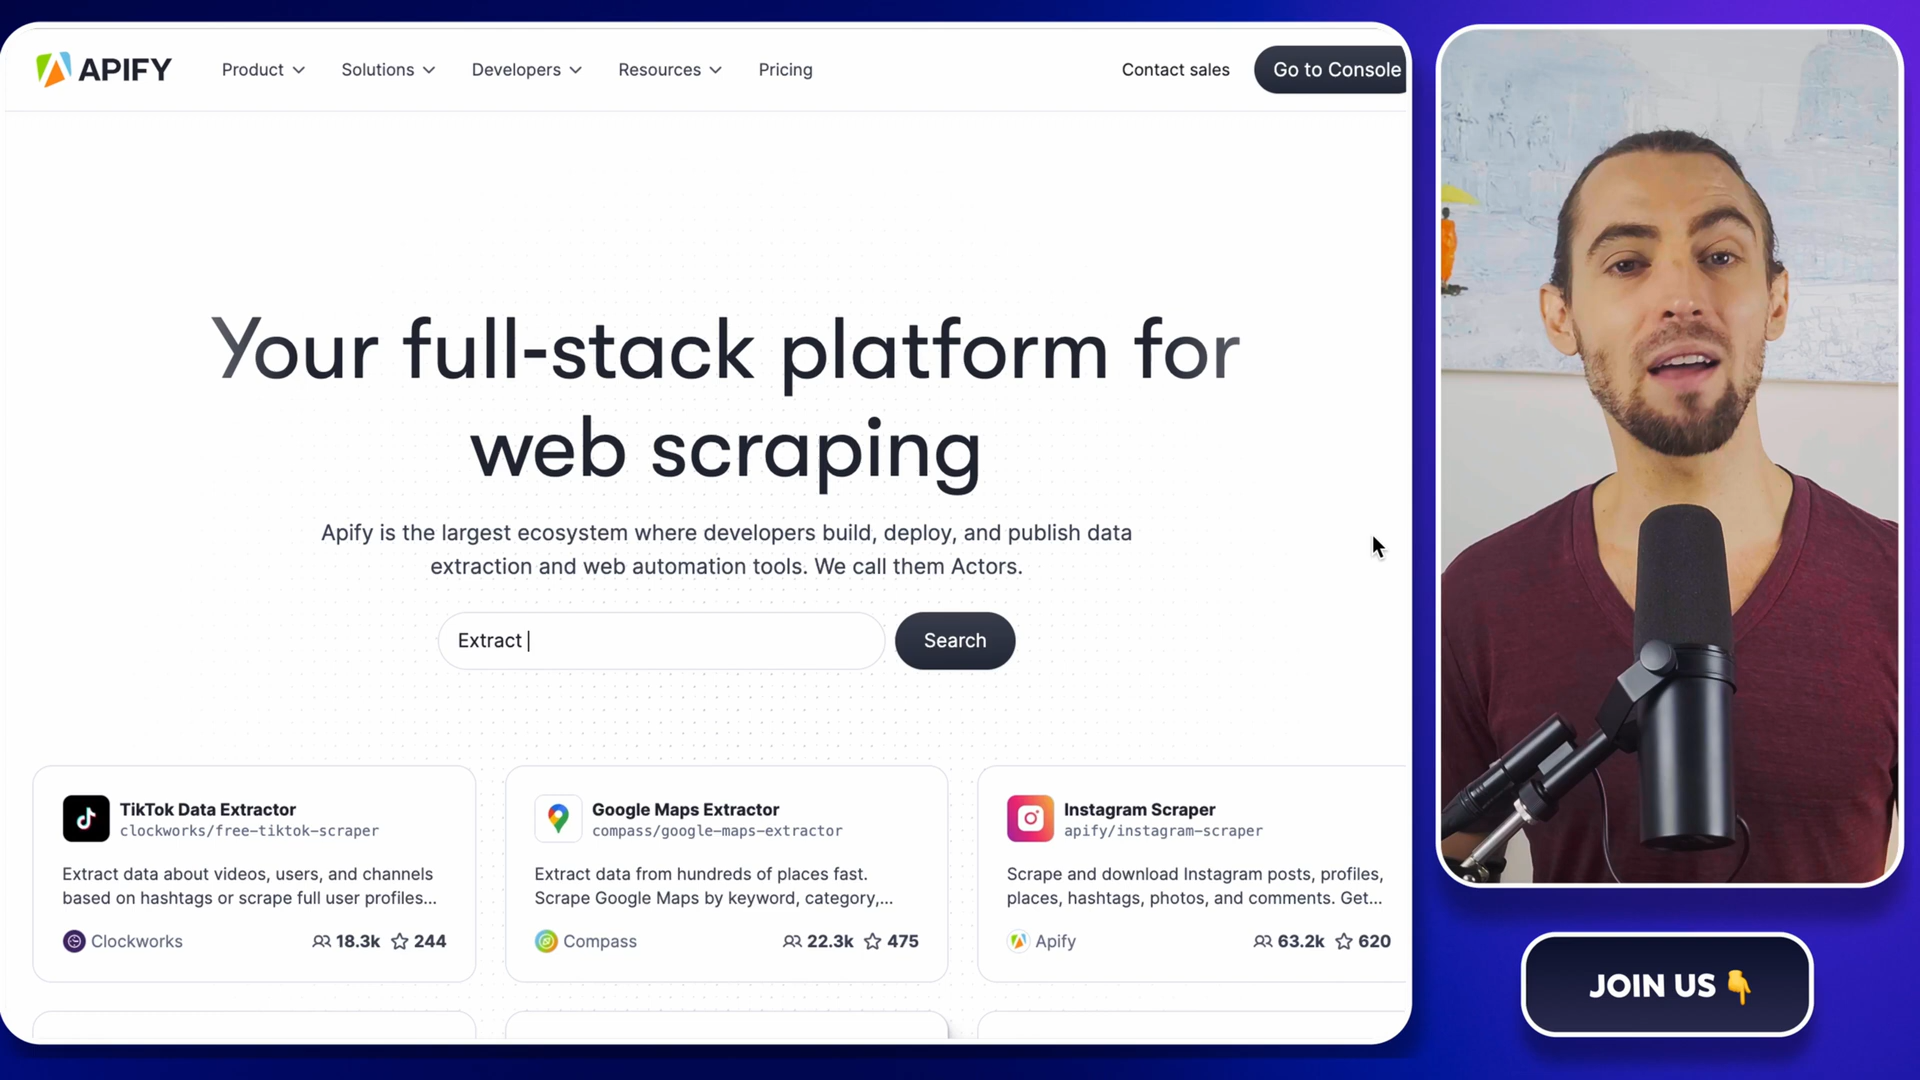 APIFY
Product
Solutions
Developers
Resources
Pricing
Contact sales
Go to Console
Your full-stack platform for
web scraping
Apify is the largest ecosystem where developers build, deploy, and publish data
extraction and web automation tools. We call them Actors.
Extract
Search
TikTok Data Extractor
clockworks/free-tiktok-scraper
Extract data about videos, users, and channels
based on hashtags or scrape full user profiles...
Clockworks
18.3k
244
Google Maps Extractor
compass/google-maps-extractor
Extract data from hundreds of places fast.
Scrape Google Maps by keyword, category,...
Compass
22.3k
475
Instagram Scraper
apify/instagram-scraper
Scrape and download Instagram posts, profiles,
places, hashtags, photos, and comments. Get...
Apify
63.2k
620
JOIN US 👇